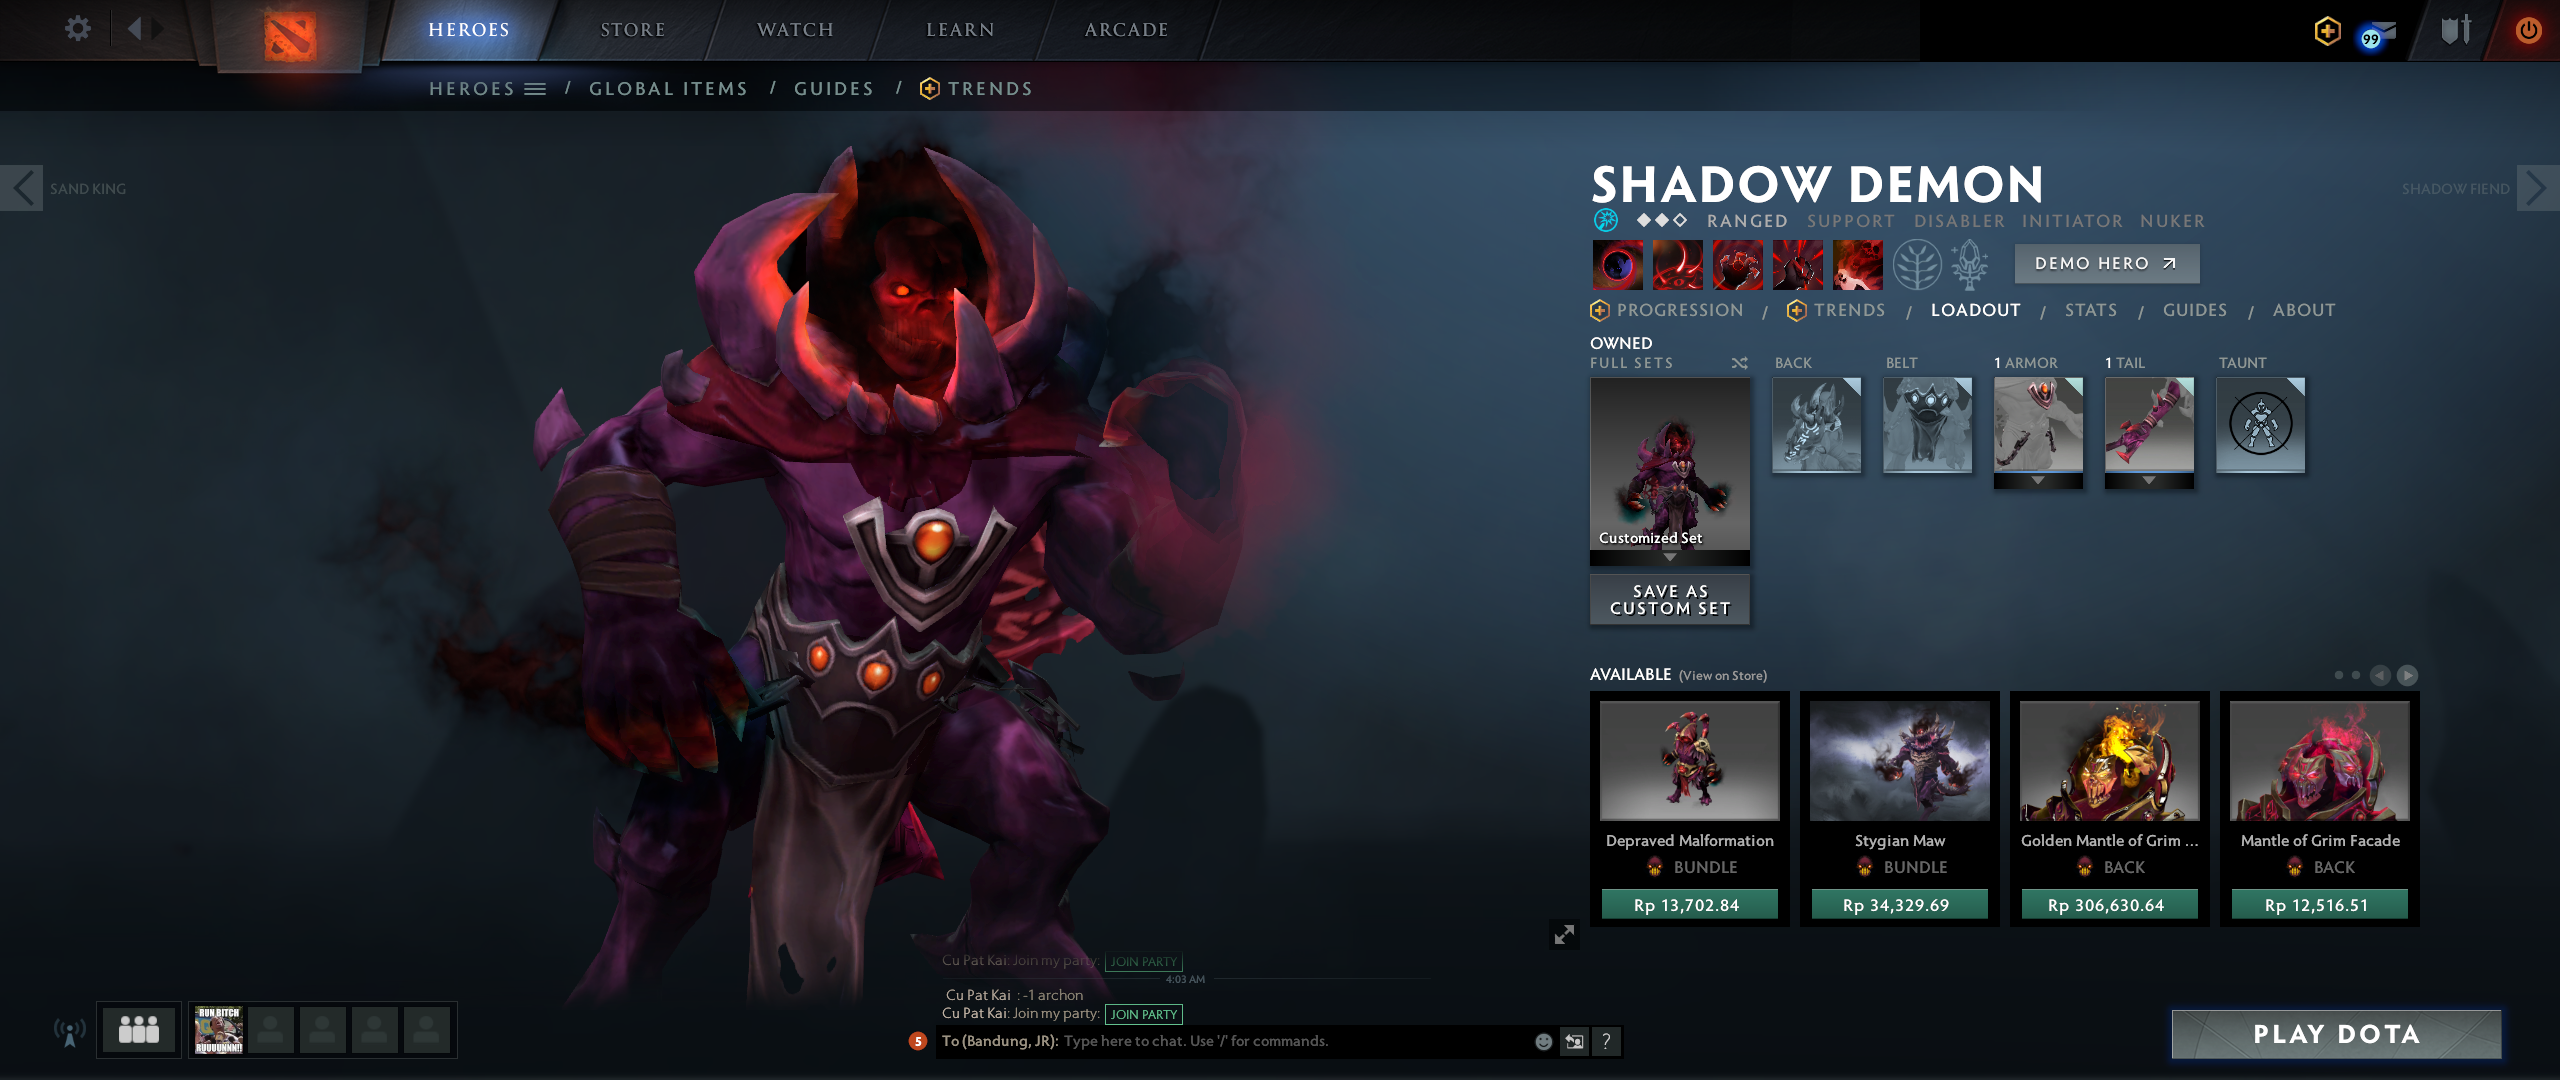 HEROES
STORE
WATCH
LEARN
ARCADE
99
HEROES / GLOBAL ITEMS / GUIDES / TRENDS
SAND KING
SHADOW FIEND
SHADOW DEMON
RANGED SUPPORT DISABLER INITIATOR NUKER
DEMO HERO
PROGRESSION / TRENDS / LOADOUT / STATS / GUIDES / ABOUT
OWNED
FULL SETS
BACK
BELT
1 ARMOR
1 TAIL
TAUNT
Customized Set
SAVE AS
CUSTOM SET
AVAILABLE (View on Store)
Depraved Malformation
BUNDLE
Rp 13,702.84
Stygian Maw
BUNDLE
Rp 34,329.69
Golden Mantle of Grim ...
BACK
Rp 306,630.64
Mantle of Grim Facade
BACK
Rp 12,516.51
Cu Pat Kai: Join my party: JOIN PARTY
4:03 AM
Cu Pat Kai : -1 archon
Cu Pat Kai: Join my party: JOIN PARTY
5
To (Bandung, JR): Type here to chat. Use '/' for commands.
?
RUN BITCH
RUUUUNNN!!
PLAY DOTA